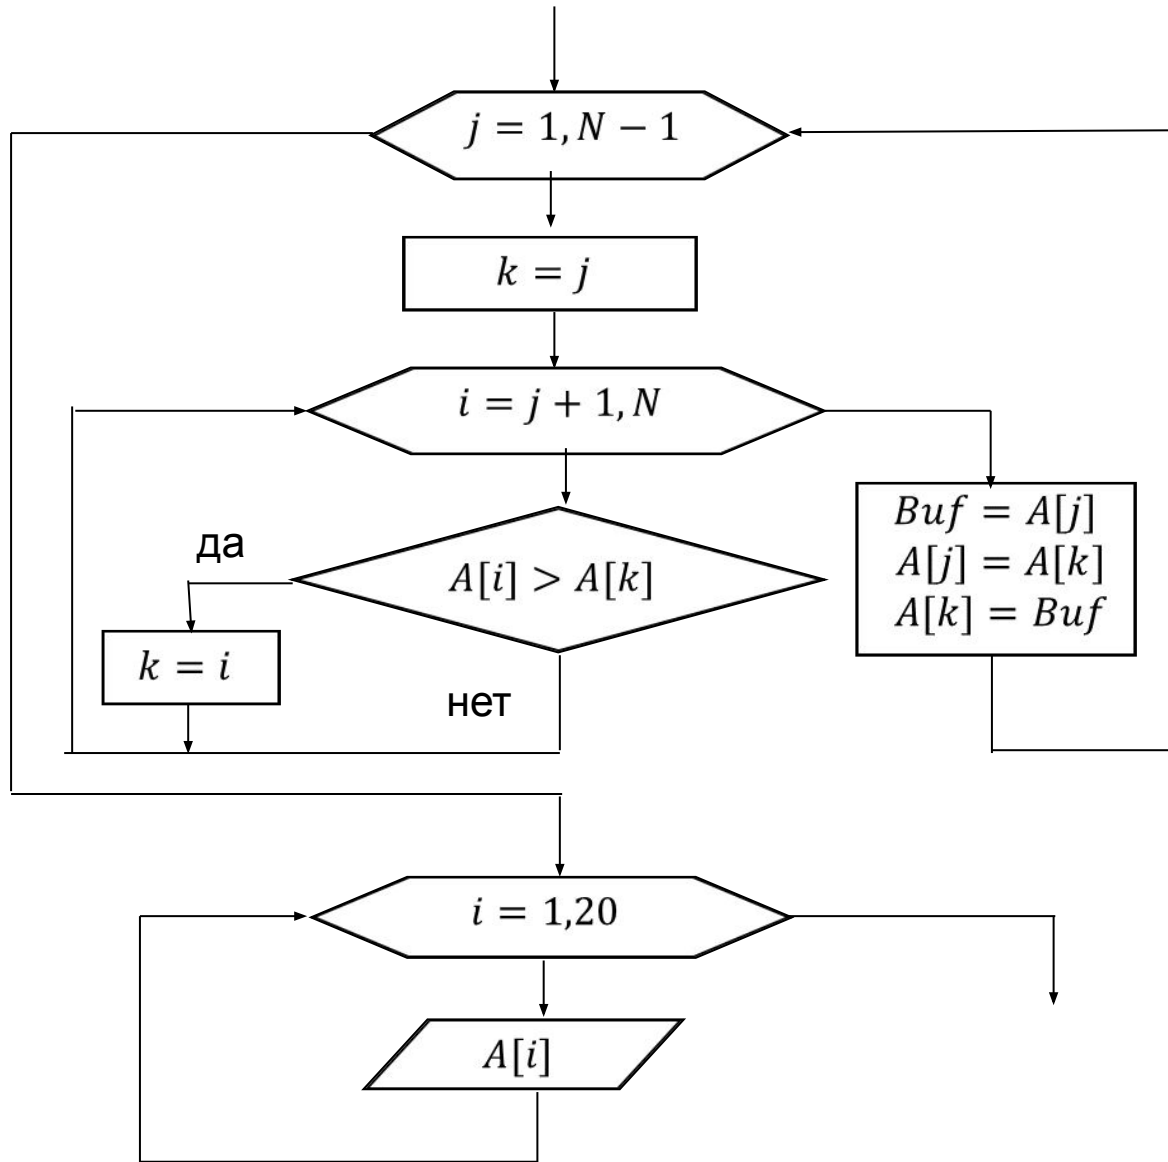 j = 1, N − 1
k = j
i = j + 1, N
Buf = A[j]
A[j] = A[k]
A[k] = Buf
да
A[i] > A[k]
k = i
нет
i = 1,20
A[i]